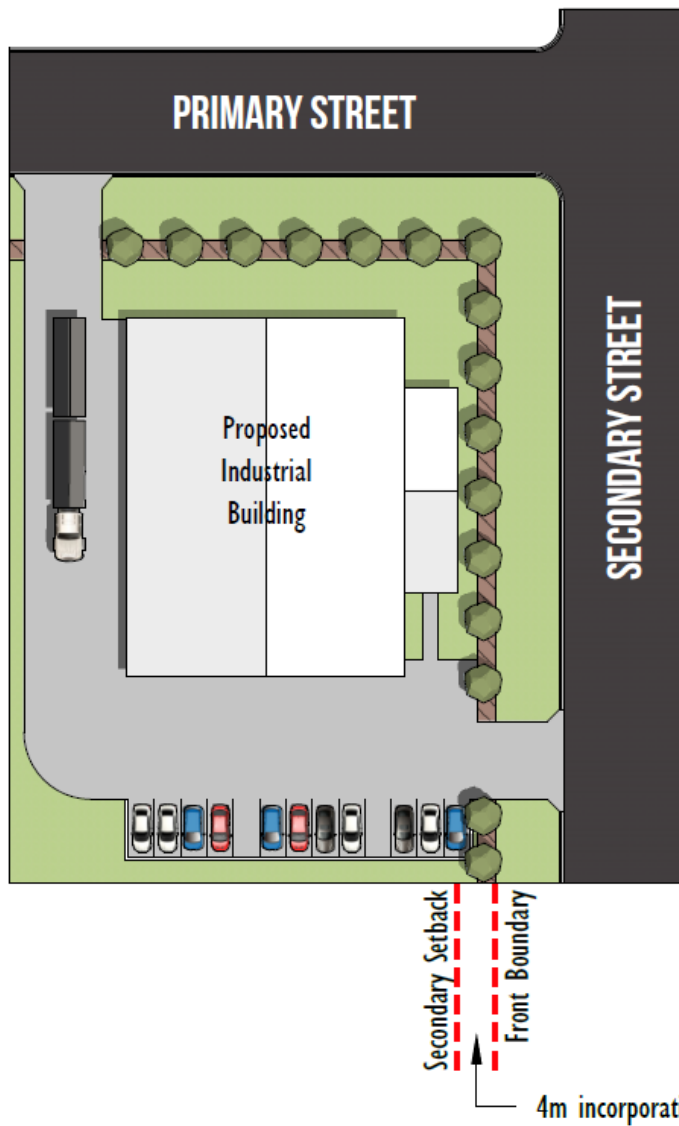 PRIMARY STREET
SECONDARY STREET
Proposed
Industrial
Building
Secondary Setback
Front Boundary
4m incorporat